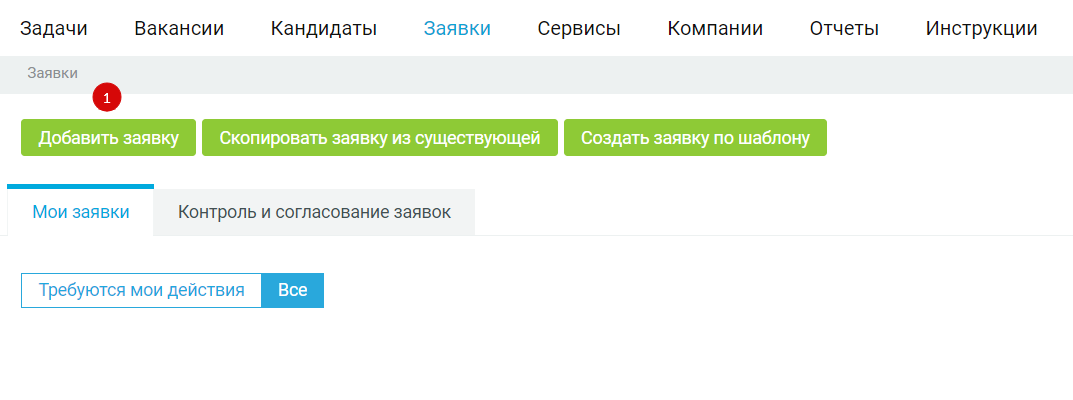 Задачи Вакансии Кандидаты Заявки Сервисы Компании Отчеты Инструкции
Заявки
1
Добавить заявку Скопировать заявку из существующей Создать заявку по шаблону
Мои заявки Контроль и согласование заявок
Требуются мои действия Все